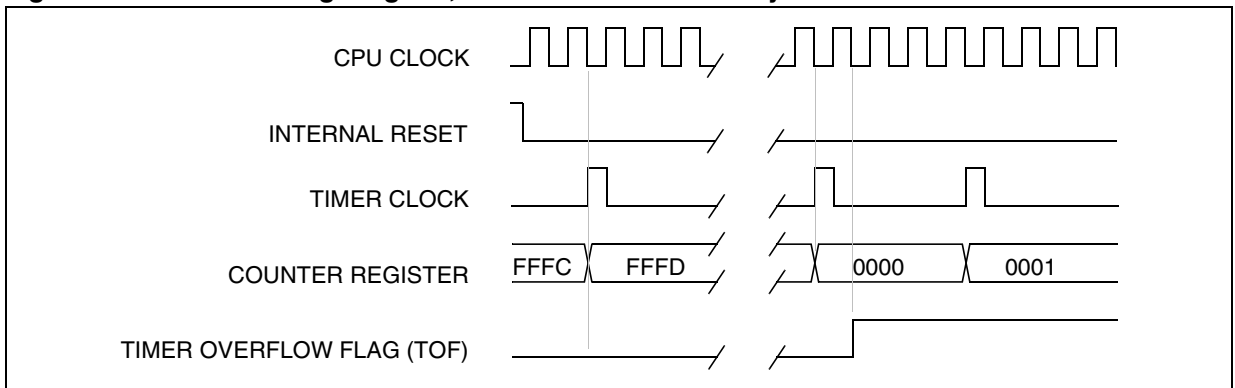 CPU CLOCK
INTERNAL RESET
TIMER CLOCK
COUNTER REGISTER FFFC FFFD 0000 0001
TIMER OVERFLOW FLAG (TOF)